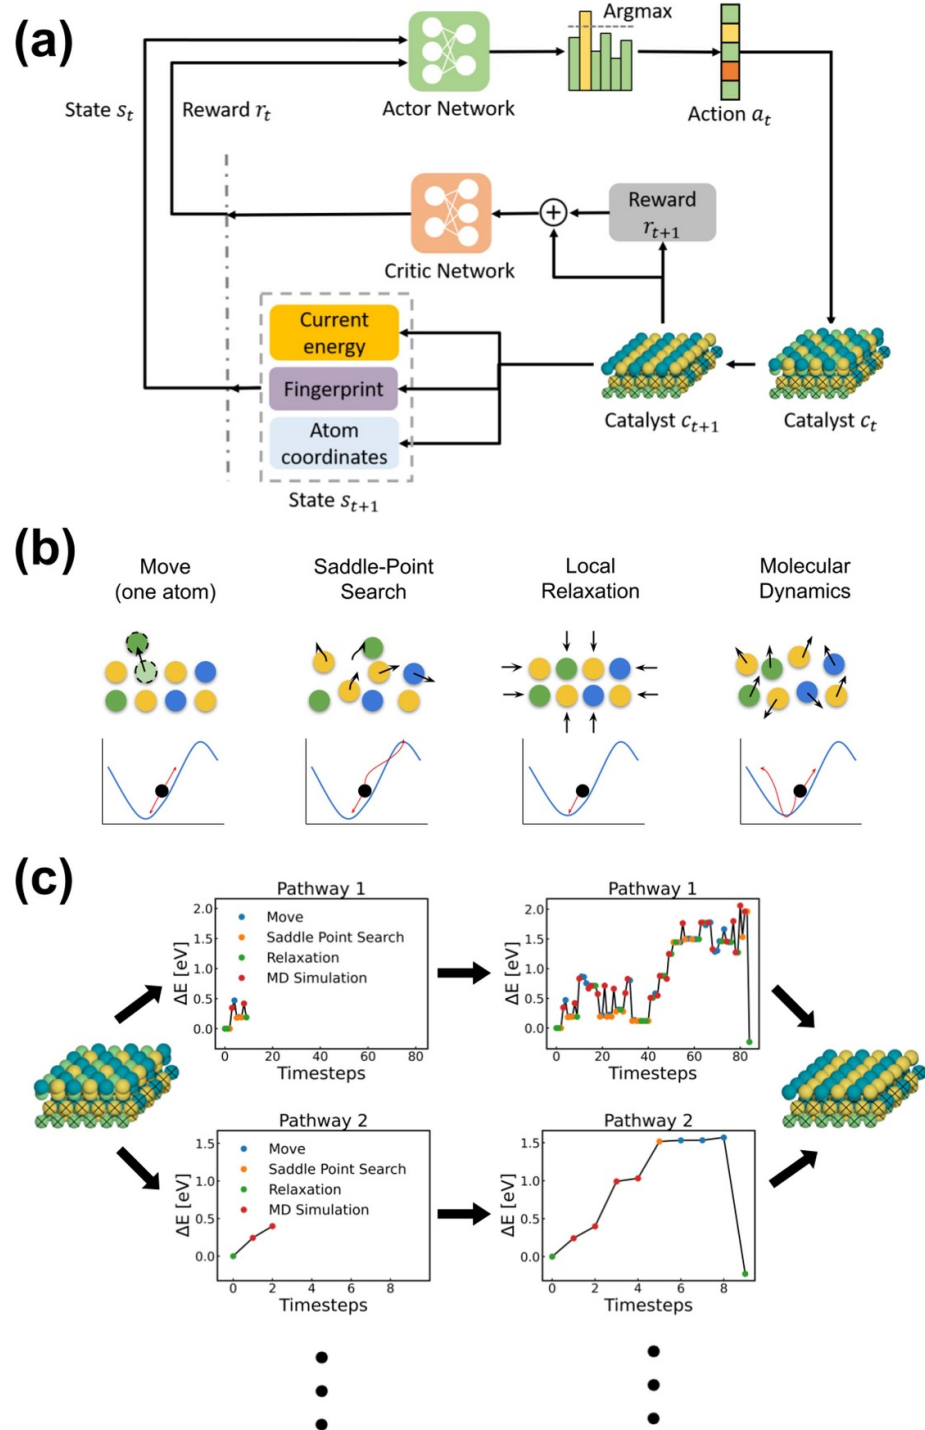 (a)
Argmax
State s_t
Reward r_t
Actor Network
Action a_t
Reward
r_{t+1}
Critic Network
Current
energy
Fingerprint
Atom
coordinates
State s_{t+1}
Catalyst c_{t+1}
Catalyst c_t
(b)
Move
(one atom)
Saddle-Point
Search
Local
Relaxation
Molecular
Dynamics
(c)
Pathway 1
ΔE [eV]
2.0
1.5
1.0
0.5
0.0
Move
Saddle Point Search
Relaxation
MD Simulation
0 20 40 60 80
Timesteps
Pathway 1
ΔE [eV]
2.0
1.5
1.0
0.5
0.0
0 20 40 60 80
Timesteps
Pathway 2
ΔE [eV]
1.5
1.0
0.5
0.0
Move
Saddle Point Search
Relaxation
MD Simulation
0 2 4 6 8
Timesteps
Pathway 2
ΔE [eV]
1.5
1.0
0.5
0.0
0 2 4 6 8
Timesteps